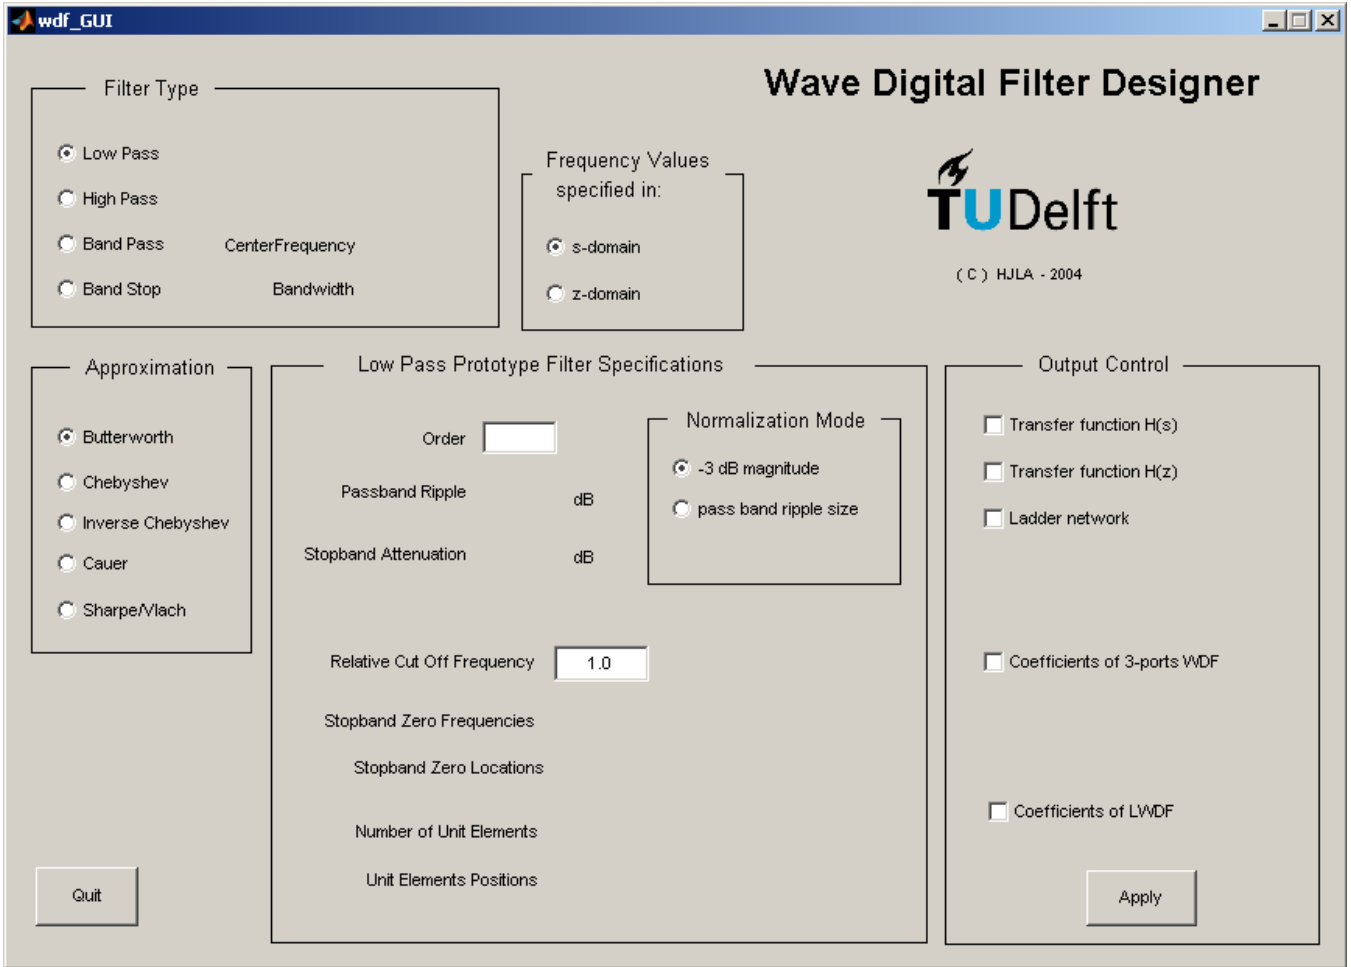 wdf_GUI
Wave Digital Filter Designer
Filter Type
Low Pass
High Pass
Band Pass CenterFrequency
Band Stop Bandwidth
Frequency Values
specified in:
s-domain
z-domain
TUDelft
( C ) HJLA - 2004
Approximation
Butterworth
Chebyshev
Inverse Chebyshev
Cauer
Sharpe/Vlach
Low Pass Prototype Filter Specifications
Order
Passband Ripple dB
Stopband Attenuation dB
Normalization Mode
-3 dB magnitude
pass band ripple size
Relative Cut Off Frequency 1.0
Stopband Zero Frequencies
Stopband Zero Locations
Number of Unit Elements
Unit Elements Positions
Output Control
Transfer function H(s)
Transfer function H(z)
Ladder network
Coefficients of 3-ports WDF
Coefficients of LWDF
Quit
Apply